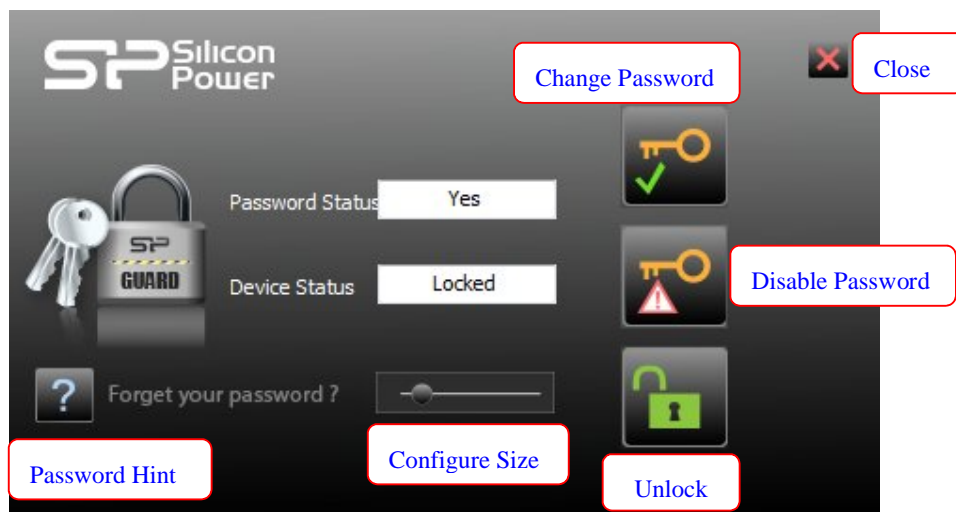 SP Silicon
Power
Change Password
Close
Password Status
Yes
SP
GUARD
Device Status
Locked
Disable Password
?
Forget your password ?
Password Hint
Configure Size
Unlock